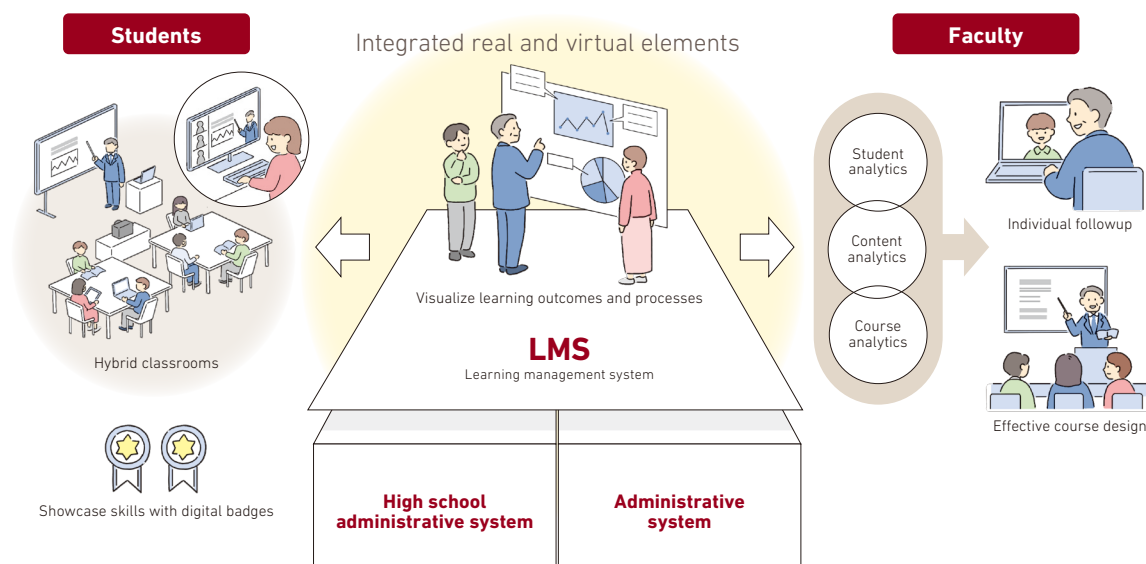 Students
Integrated real and virtual elements
Faculty
Student
analytics
Content
analytics
Course
analytics
Individual followup
Visualize learning outcomes and processes
LMS
Learning management system
Hybrid classrooms
Effective course design
Showcase skills with digital badges
High school
administrative system
Administrative
system